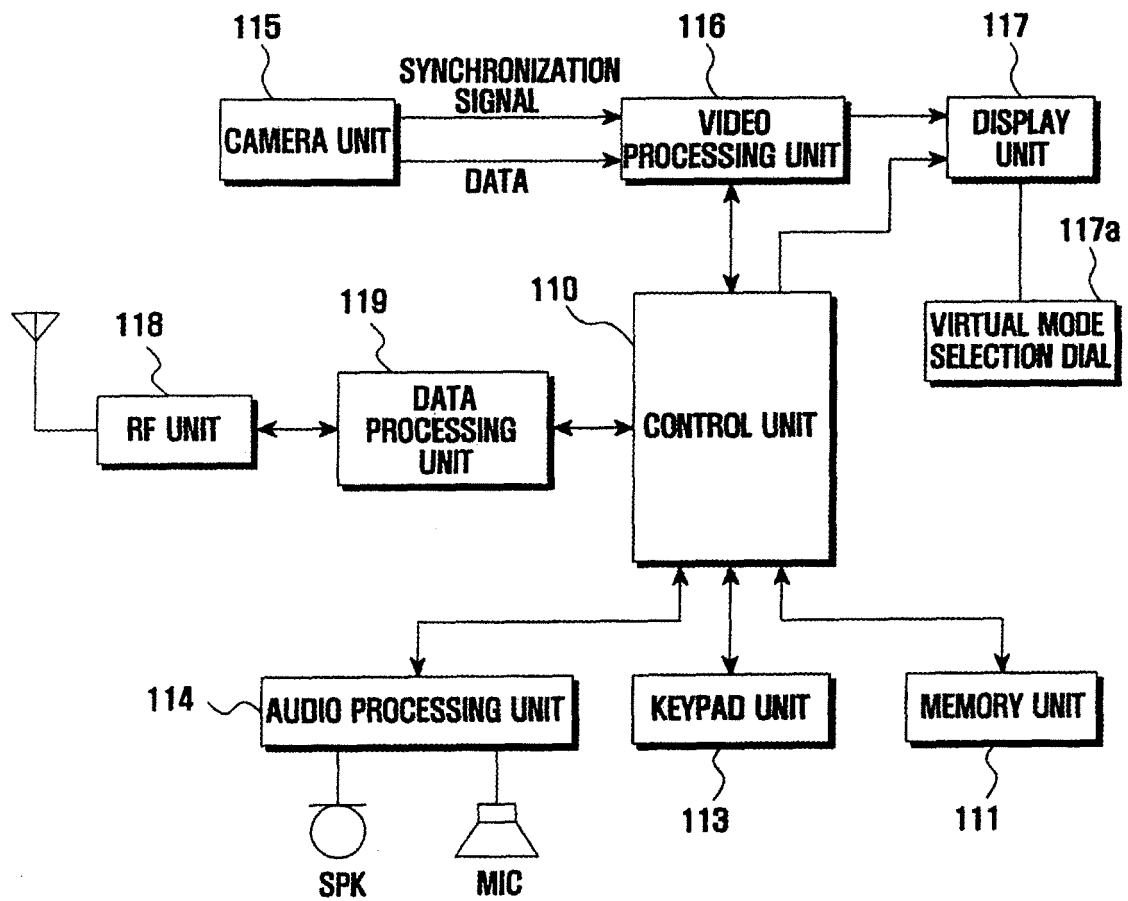 115
116
117
SYNCHRONIZATION
SIGNAL
CAMERA UNIT
DATA
VIDEO
PROCESSING UNIT
DISPLAY
UNIT
117a
VIRTUAL MODE
SELECTION DIAL
110
119
118
RF UNIT
DATA
PROCESSING
UNIT
CONTROL UNIT
114
AUDIO PROCESSING UNIT
KEYPAD UNIT
MEMORY UNIT
113
111
SPK
MIC